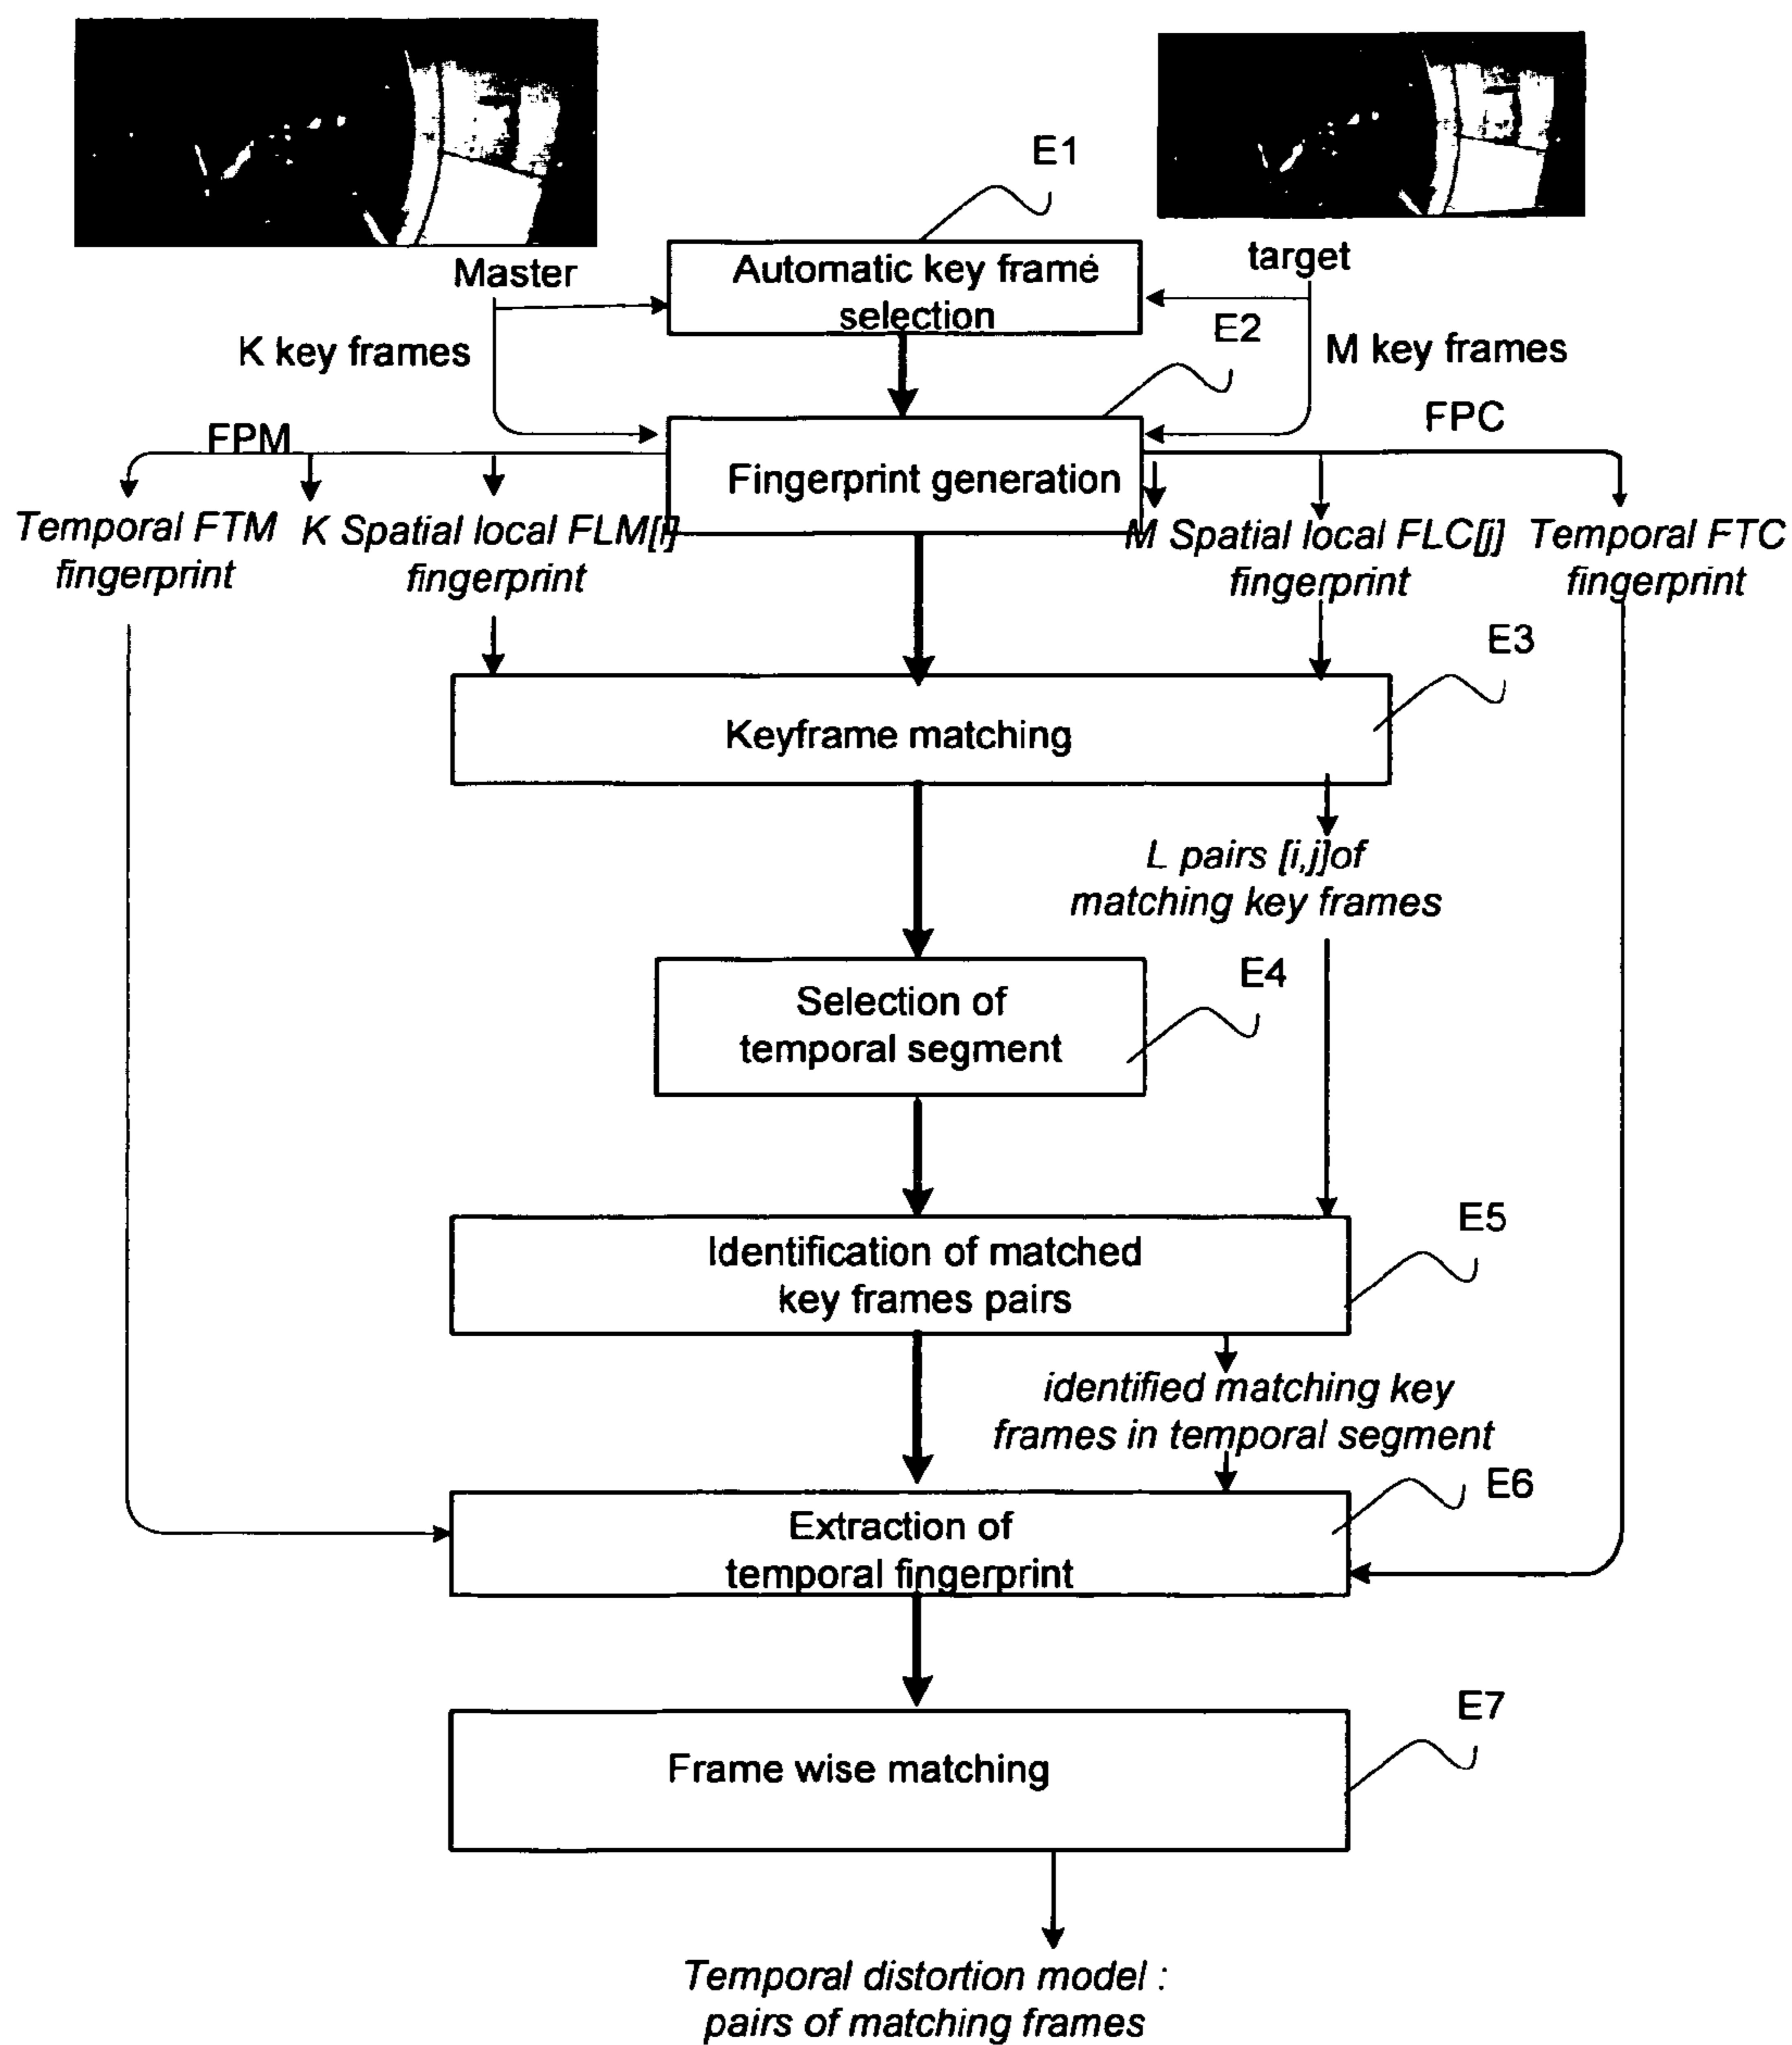 E1
Master
Automatic key frame
selection
target
E2
K key frames
M key frames
FPM
FPC
Fingerprint generation
Temporal FTM
fingerprint
K Spatial local FLM[i]
fingerprint
M Spatial local FLC[j]
fingerprint
Temporal FTC
fingerprint
E3
Keyframe matching
L pairs [i,j]of
matching key frames
E4
Selection of
temporal segment
E5
Identification of matched
key frames pairs
identified matching key
frames in temporal segment
E6
Extraction of
temporal fingerprint
E7
Frame wise matching
Temporal distortion model :
pairs of matching frames